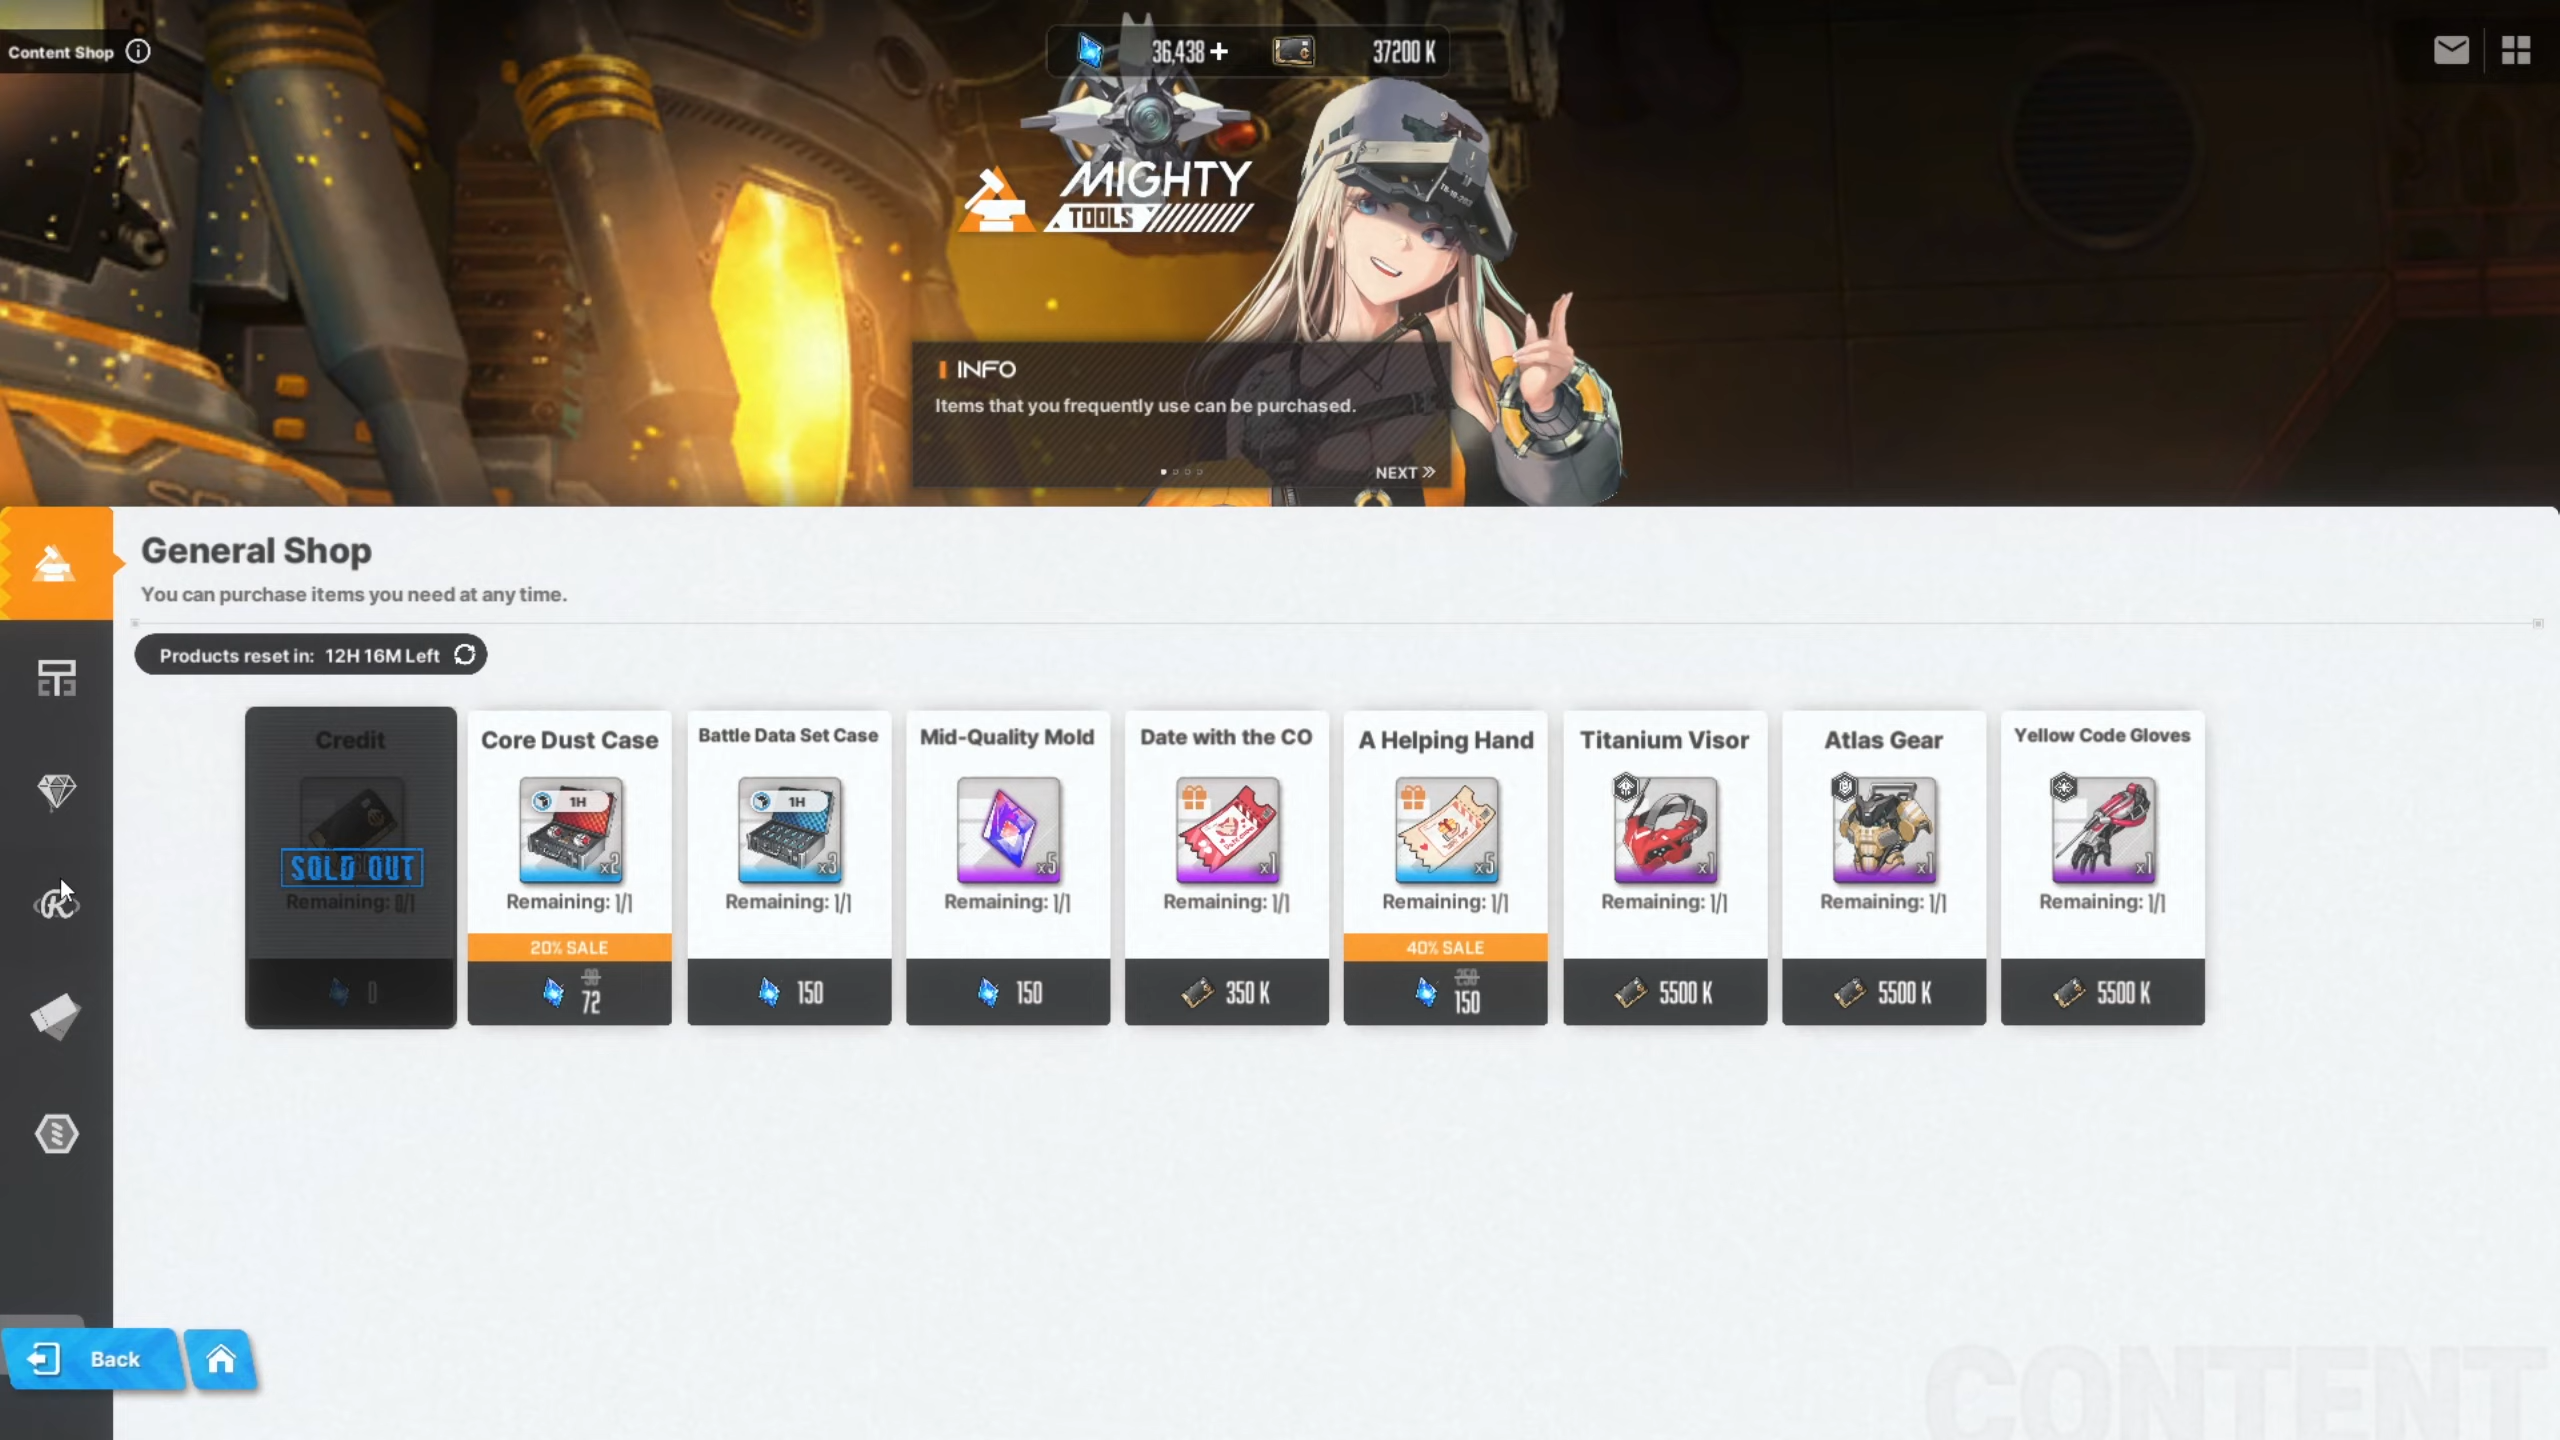 Content Shop
36,438
37200 K
MIGHTY
TOOLS
INFO
Items that you frequently use can be purchased.
NEXT
General Shop
You can purchase items you need at any time.
Products reset in: 12H 16M Left
Credit
SOLD OUT
Remaining: 0/1
0
Core Dust Case
1H
x2
Remaining: 1/1
20% SALE
90
72
Battle Data Set Case
1H
x3
Remaining: 1/1
150
Mid-Quality Mold
x5
Remaining: 1/1
150
Date with the CO
x1
Remaining: 1/1
350 K
A Helping Hand
x5
Remaining: 1/1
40% SALE
250
150
Titanium Visor
x1
Remaining: 1/1
5500 K
Atlas Gear
x1
Remaining: 1/1
5500 K
Yellow Code Gloves
x1
Remaining: 1/1
5500 K
Back
CONTENT